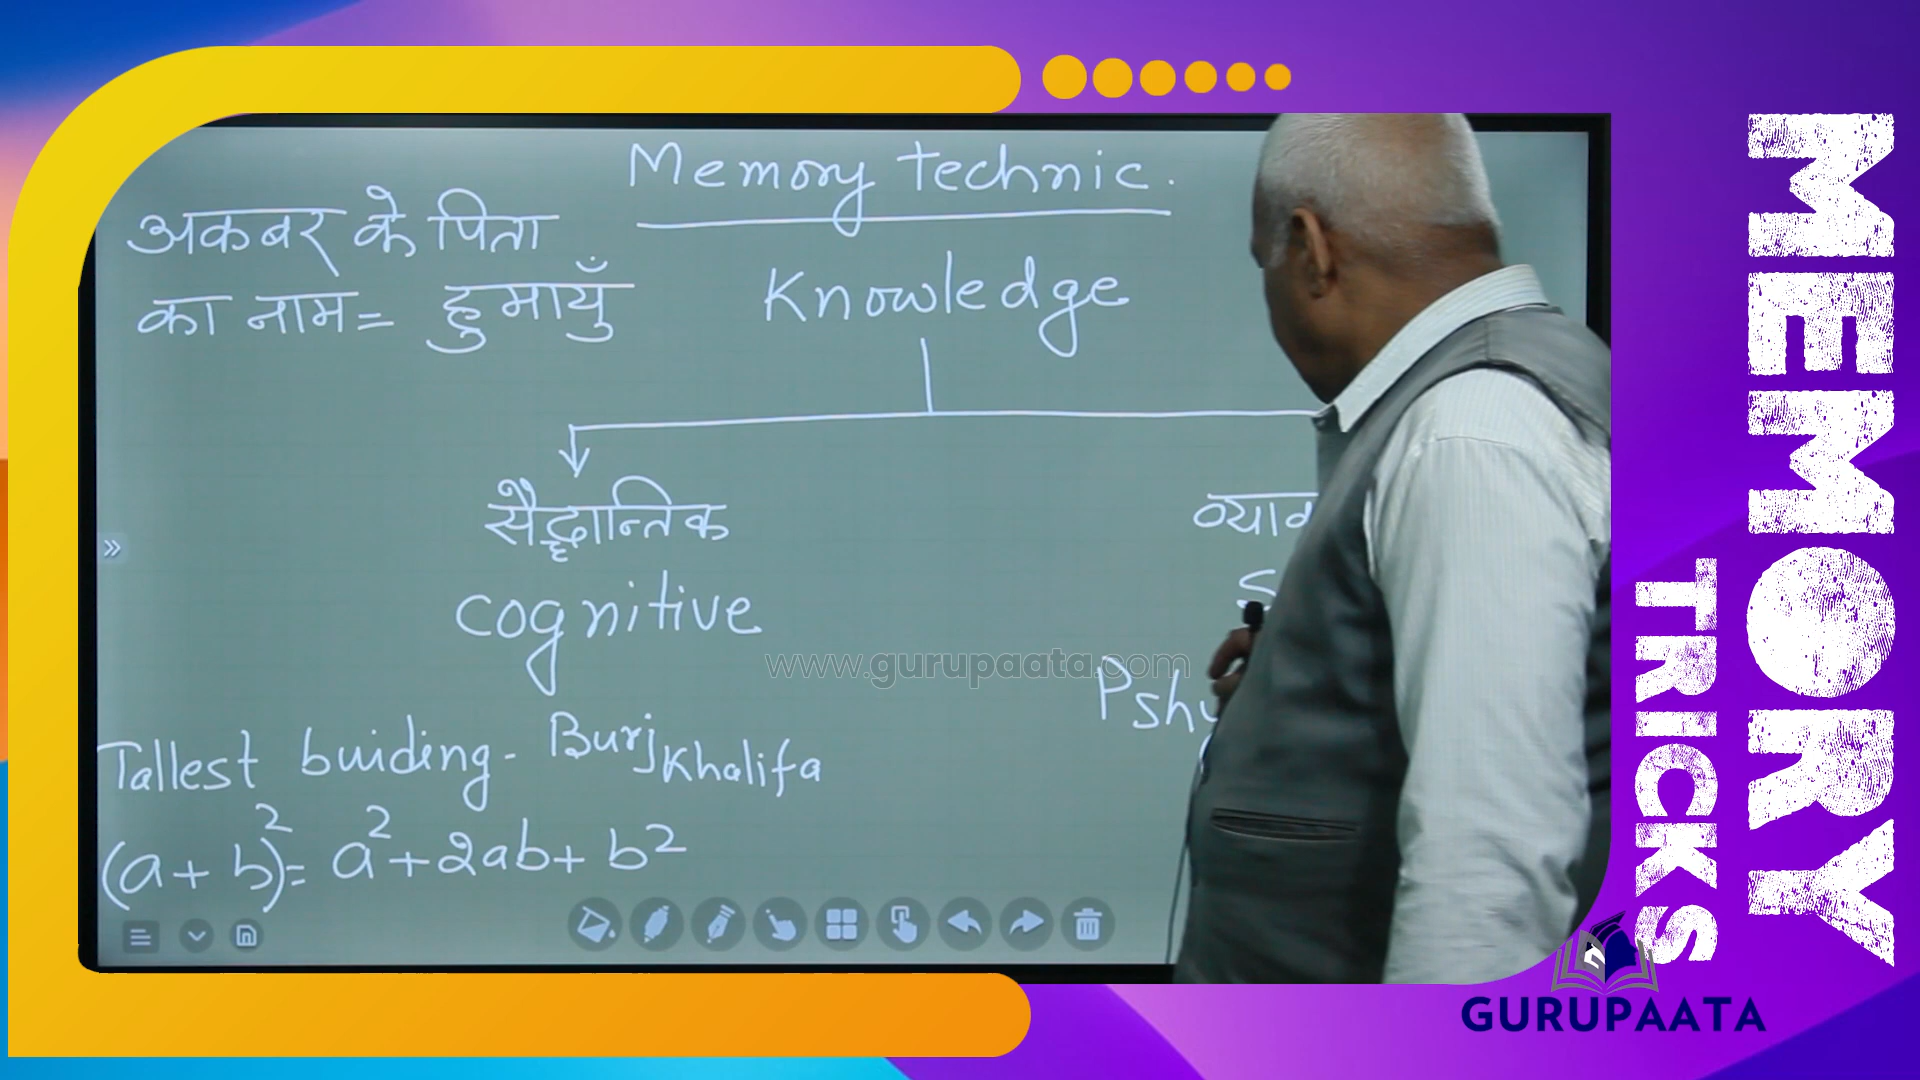 Memory technic.
अकबर के पिता
का नाम = हुमायुँ
Knowledge
सैद्धान्तिक
cognitive
www.gurupaata.com
Tallest buiding - Burj Khalifa
(a + b)² = a² + 2ab + b²
MEMORY
TRICKS
GURUPAATA